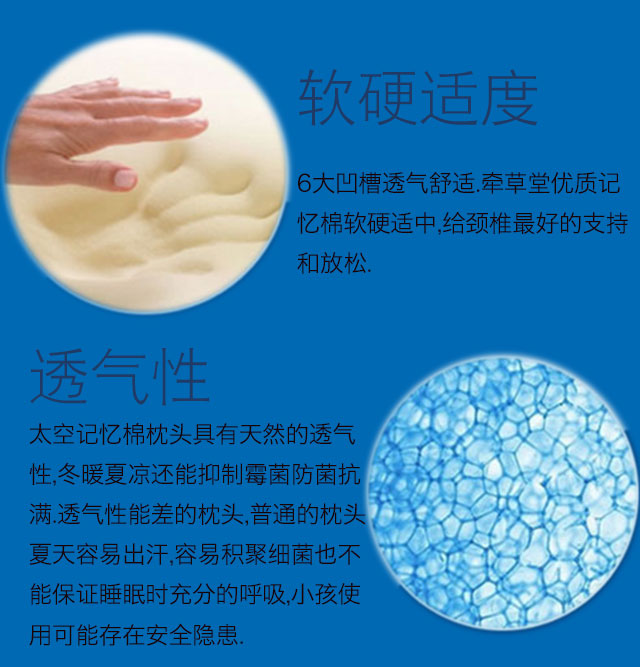 软硬适度
6大凹槽透气舒适.牵草堂优质记
忆棉软硬适中,给颈椎最好的支持
和放松.
透气性
太空记忆棉枕头具有天然的透气
性,冬暖夏凉还能抑制霉菌防菌抗
满.透气性能差的枕头,普通的枕头
夏天容易出汗,容易积聚细菌也不
能保证睡眠时充分的呼吸,小孩使
用可能存在安全隐患.